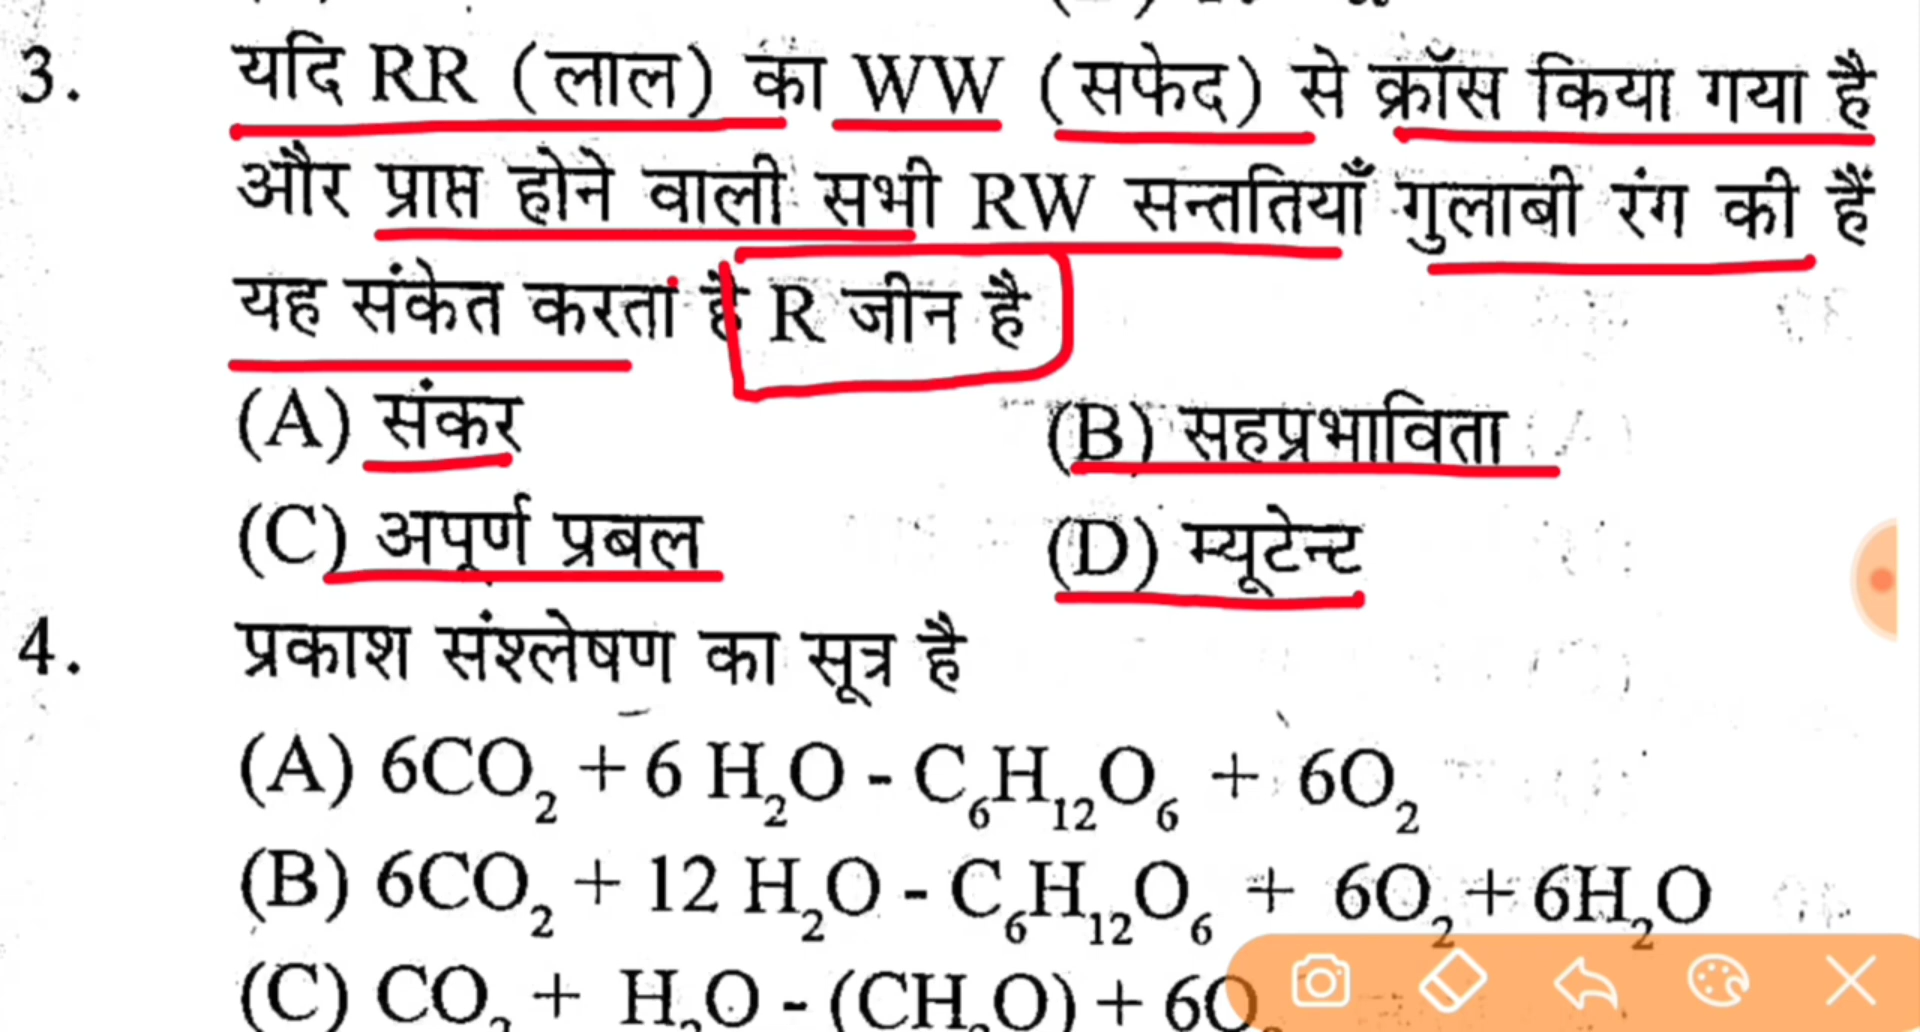 3. यदि RR (लाल) का WW (सफेद) से क्रॉस किया गया है
और प्राप्त होने वाली सभी RW सन्ततियाँ गुलाबी रंग की हैं
यह संकेत करता है R जीन है
(A) संकर (B) सहप्रभाविता
(C) अपूर्ण प्रबल (D) म्यूटेन्ट
4. प्रकाश संश्लेषण का सूत्र है
(A) 6CO₂ + 6 H₂O - C₆H₁₂O₆ + 6O₂
(B) 6CO₂ + 12 H₂O - C₆H₁₂O₆ + 6O₂ + 6H₂O
(C) CO₂ + H₂O - (CH₂O) + 6O₂